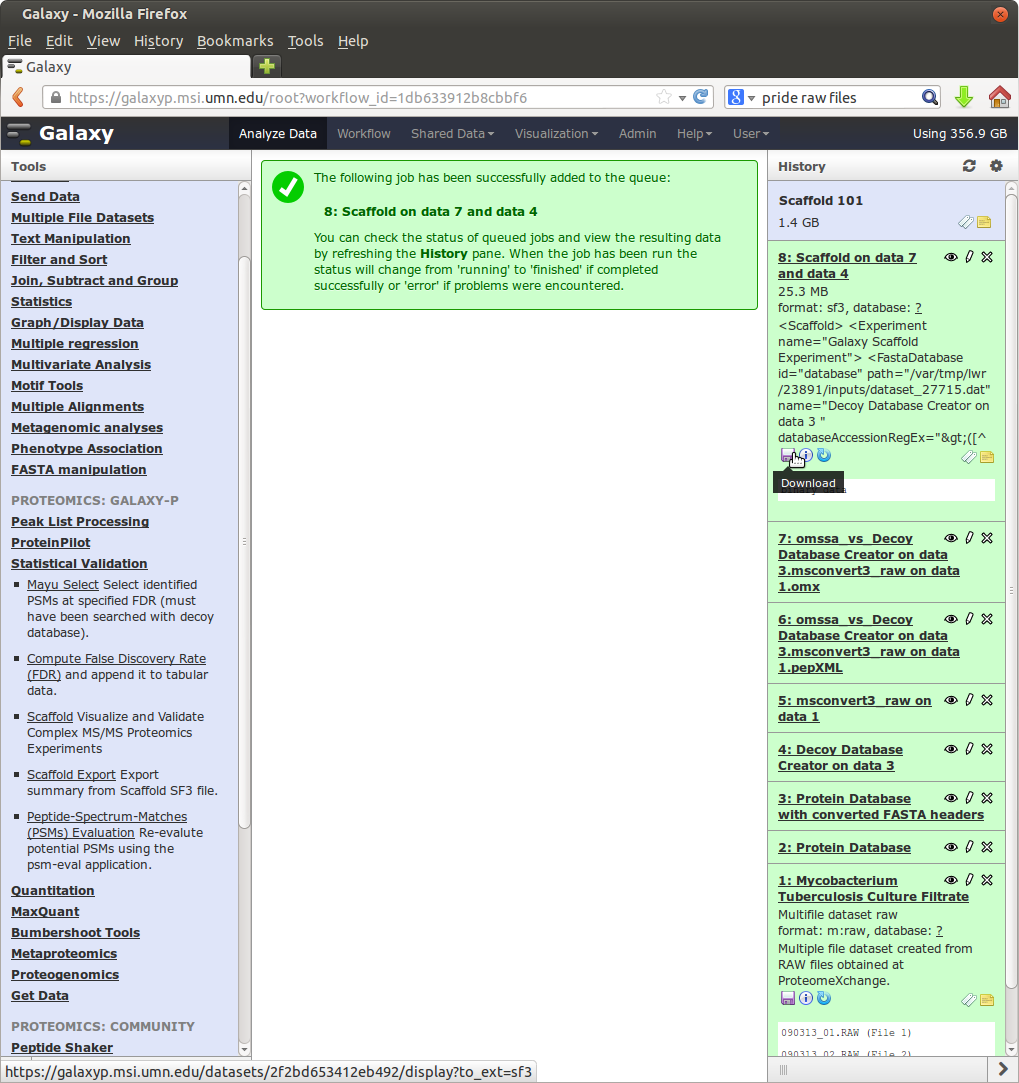 Galaxy - Mozilla Firefox
File Edit View History Bookmarks Tools Help
Galaxy
https://galaxyp.msi.umn.edu/root?workflow_id=1db633912b8cbbf6
pride raw files
Galaxy
Analyze Data Workflow Shared Data Visualization Admin Help User Using 356.9 GB
Tools
Send Data
Multiple File Datasets
Text Manipulation
Filter and Sort
Join, Subtract and Group
Statistics
Graph/Display Data
Multiple regression
Multivariate Analysis
Motif Tools
Multiple Alignments
Metagenomic analyses
Phenotype Association
FASTA manipulation
PROTEOMICS: GALAXY-P
Peak List Processing
ProteinPilot
Statistical Validation
Mayu Select Select identified
PSMs at specified FDR (must
have been searched with decoy
database).
Compute False Discovery Rate
(FDR) and append it to tabular
data.
Scaffold Visualize and Validate
Complex MS/MS Proteomics
Experiments
Scaffold Export Export
summary from Scaffold SF3 file.
Peptide-Spectrum-Matches
(PSMs) Evaluation Re-evalute
potential PSMs using the
psm-eval application.
Quantitation
MaxQuant
Bumbershoot Tools
Metaproteomics
Proteogenomics
Get Data
PROTEOMICS: COMMUNITY
Peptide Shaker
The following job has been successfully added to the queue:
8: Scaffold on data 7 and data 4
You can check the status of queued jobs and view the resulting data
by refreshing the History pane. When the job has been run the
status will change from 'running' to 'finished' if completed
successfully or 'error' if problems were encountered.
History
Scaffold 101
1.4 GB
8: Scaffold on data 7
and data 4
25.3 MB
format: sf3, database: ?
<Scaffold> <Experiment
name="Galaxy Scaffold
Experiment"> <FastaDatabase
id="database" path="/var/tmp/lwr
/23891/inputs/dataset_27715.dat"
name="Decoy Database Creator on
data 3 "
databaseAccessionRegEx="&gt;([^
Download
data
7: omssa_vs_Decoy
Database Creator on data
3.msconvert3_raw on data
1.omx
6: omssa_vs_Decoy
Database Creator on data
3.msconvert3_raw on data
1.pepXML
5: msconvert3_raw on
data 1
4: Decoy Database
Creator on data 3
3: Protein Database
with converted FASTA headers
2: Protein Database
1: Mycobacterium
Tuberculosis Culture Filtrate
Multifile dataset raw
format: m:raw, database: ?
Multiple file dataset created from
RAW files obtained at
ProteomeXchange.
090313_01.RAW (File 1)
090313_02.RAW (File 2)
https://galaxyp.msi.umn.edu/datasets/2f2bd653412eb492/display?to_ext=sf3